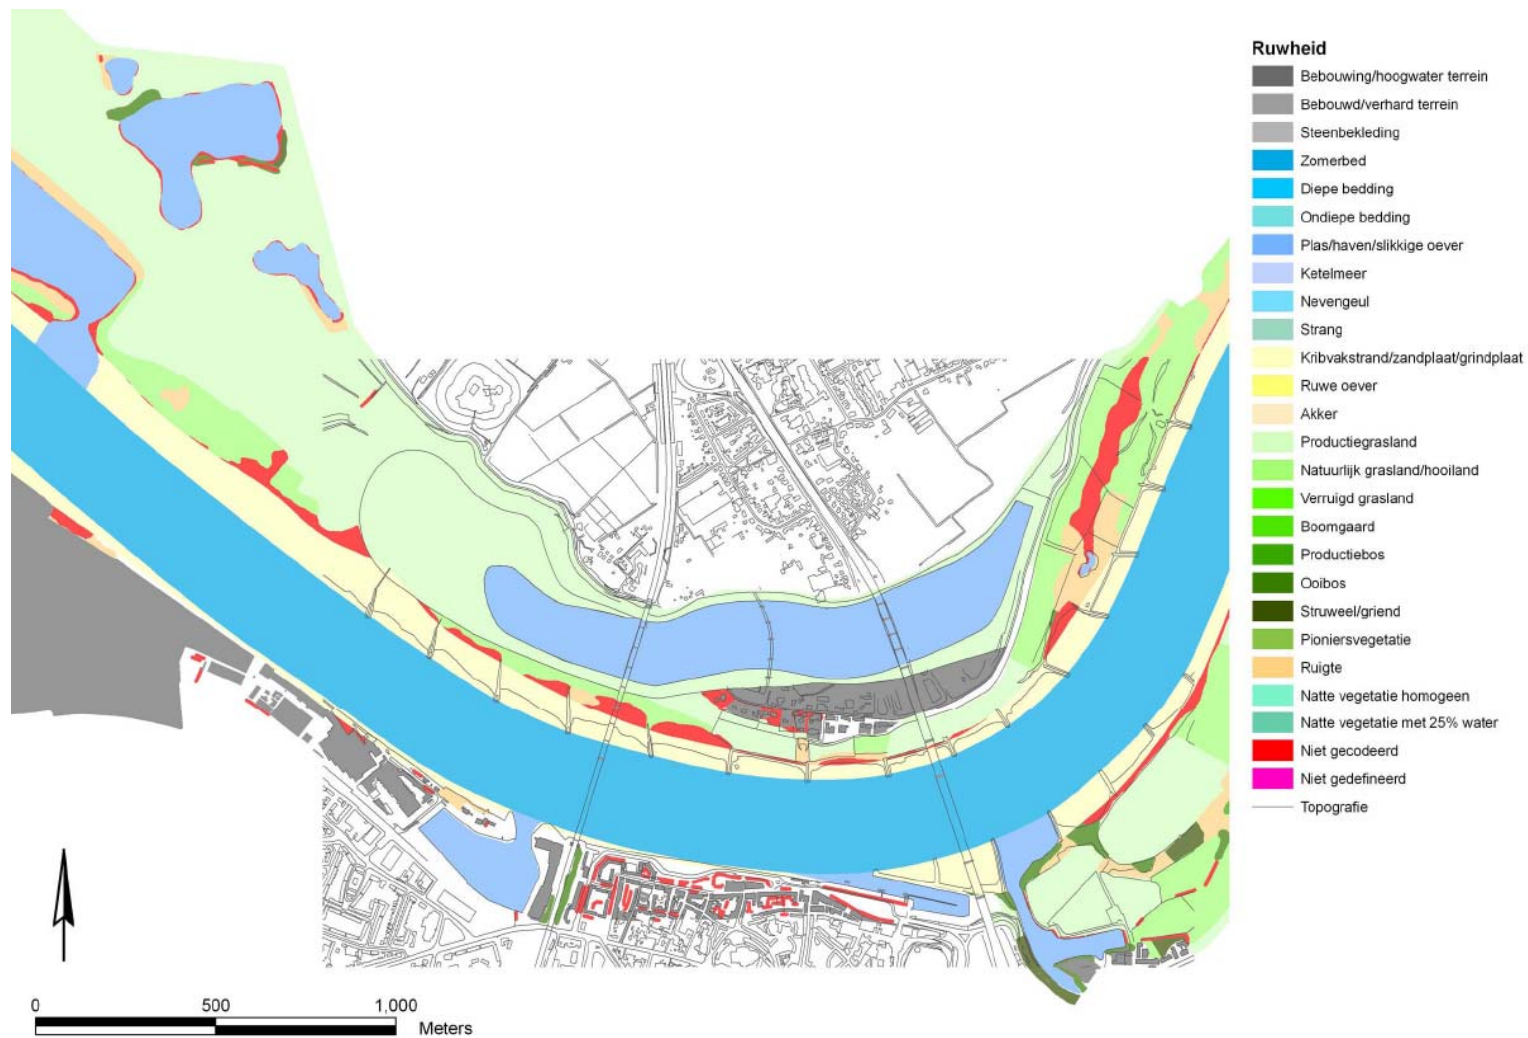 Ruwheid
Bebouwing/hoogwater terrein
Bebouwd/verhard terrein
Steenbekleding
Zomerbed
Diepe bedding
Ondiepe bedding
Plas/haven/slikkige oever
Ketelmeer
Nevengeul
Strang
Kribvakstrand/zandplaat/grindplaat
Ruwe oever
Akker
Productiegrasland
Natuurlijk grasland/hooiland
Verruigd grasland
Boomgaard
Productiebos
Ooibos
Struweel/griend
Pioniersvegetatie
Ruigte
Natte vegetatie homogeen
Natte vegetatie met 25% water
Niet gecodeerd
Niet gedefineerd
Topografie
0 500 1,000
Meters